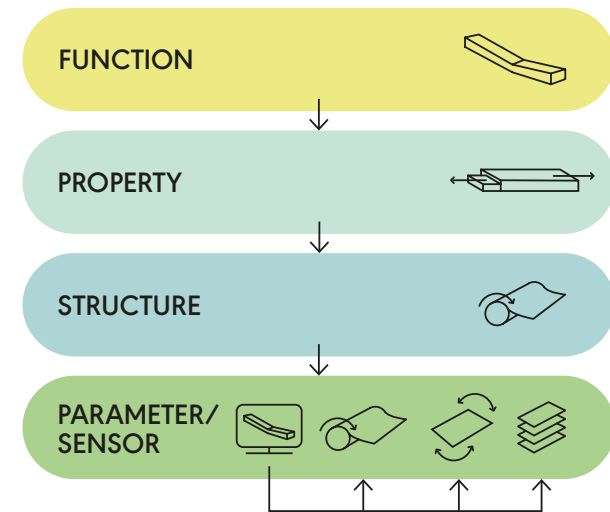 FUNCTION
PROPERTY
STRUCTURE
PARAMETER/
SENSOR